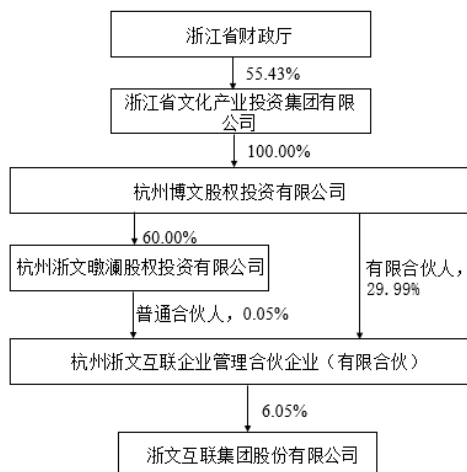 浙江省财政厅
55.43%
浙江省文化产业投资集团有限
公司
100.00%
杭州博文股权投资有限公司
60.00%
杭州浙文暾澜股权投资有限公司
有限合伙人，
29.99%
普通合伙人，0.05%
杭州浙文互联企业管理合伙企业（有限合伙）
6.05%
浙文互联集团股份有限公司